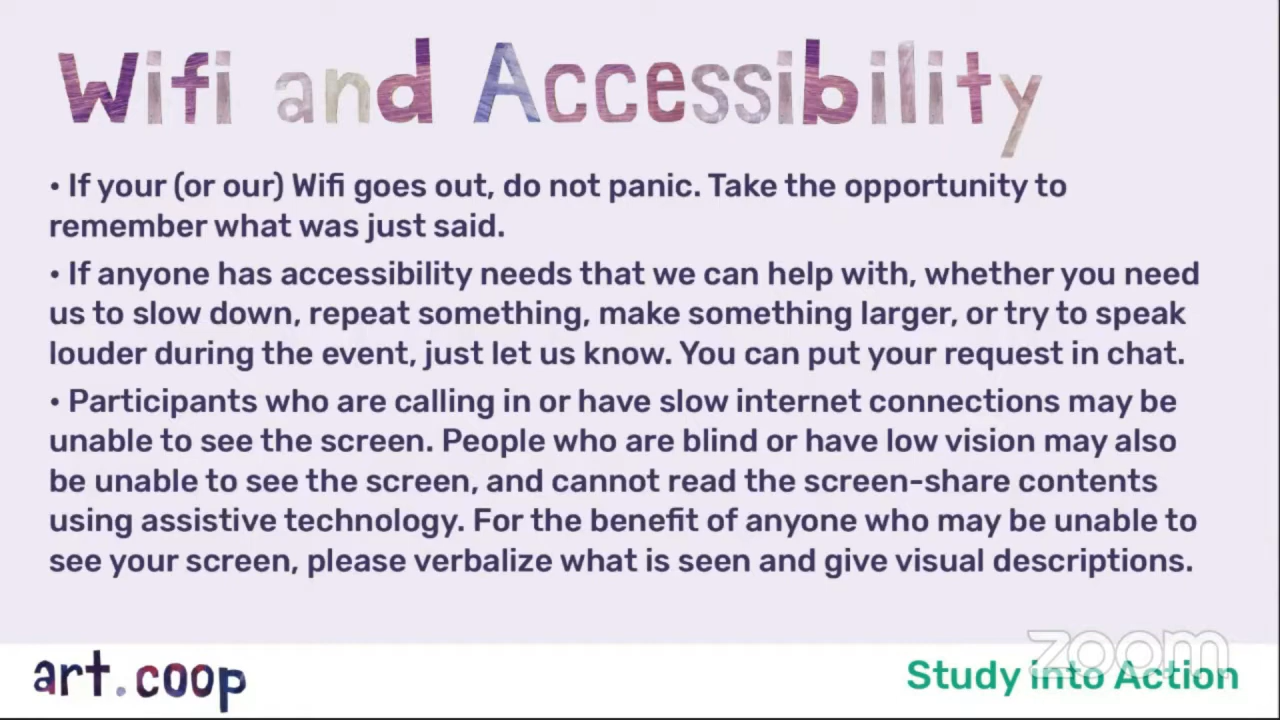 Wifi and Accessibility
• If your (or our) Wifi goes out, do not panic. Take the opportunity to
remember what was just said.
• If anyone has accessibility needs that we can help with, whether you need
us to slow down, repeat something, make something larger, or try to speak
louder during the event, just let us know. You can put your request in chat.
• Participants who are calling in or have slow internet connections may be
unable to see the screen. People who are blind or have low vision may also
be unable to see the screen, and cannot read the screen-share contents
using assistive technology. For the benefit of anyone who may be unable to
see your screen, please verbalize what is seen and give visual descriptions.
zoom
art.coop
Study into Action